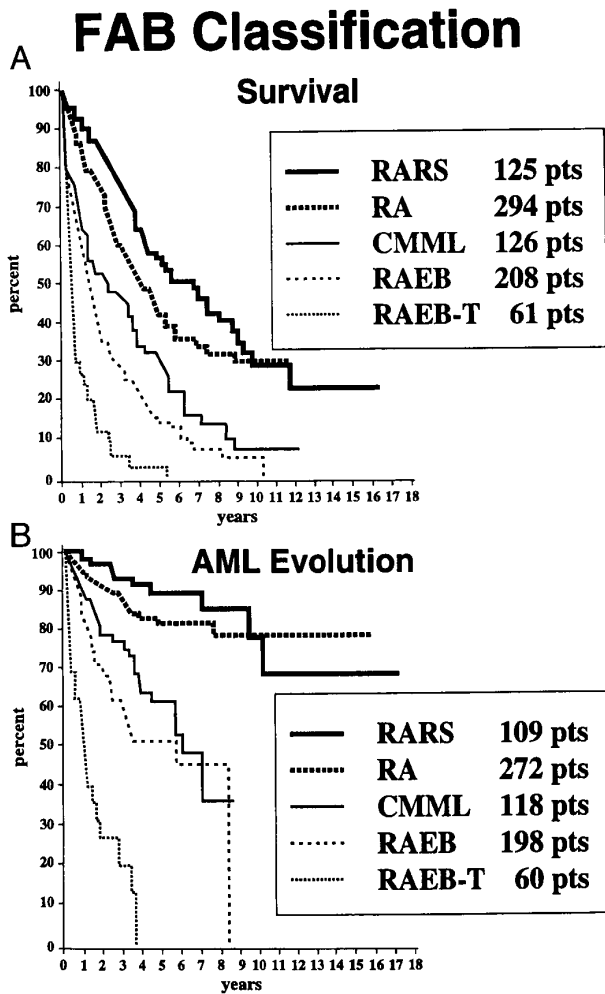 FAB Classification
A
Survival
100
90
80
70
60
50
40
30
20
10
0
percent
0 1 2 3 4 5 6 7 8 9 10 11 12 13 14 15 16 17 18
years
RARS 125 pts
RA 294 pts
CMML 126 pts
RAEB 208 pts
RAEB-T 61 pts
B
AML Evolution
100
90
80
70
60
50
40
30
20
10
0
percent
0 1 2 3 4 5 6 7 8 9 10 11 12 13 14 15 16 17 18
years
RARS 109 pts
RA 272 pts
CMML 118 pts
RAEB 198 pts
RAEB-T 60 pts